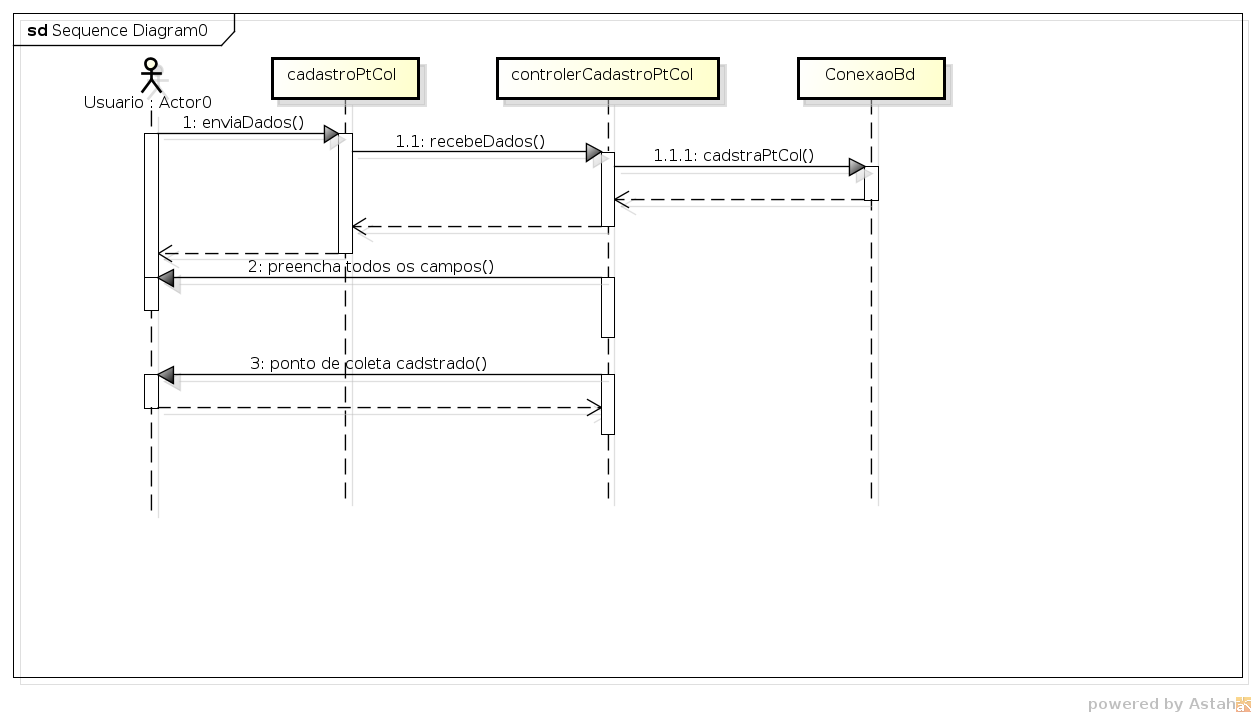 sd Sequence Diagram0
cadastroPtCol
controlerCadastroPtCol
ConexaoBd
Usuario : Actor0
1: enviaDados()
1.1: recebeDados()
1.1.1: cadstraPtCol()
2: preencha todos os campos()
3: ponto de coleta cadstrado()
powered by Astah